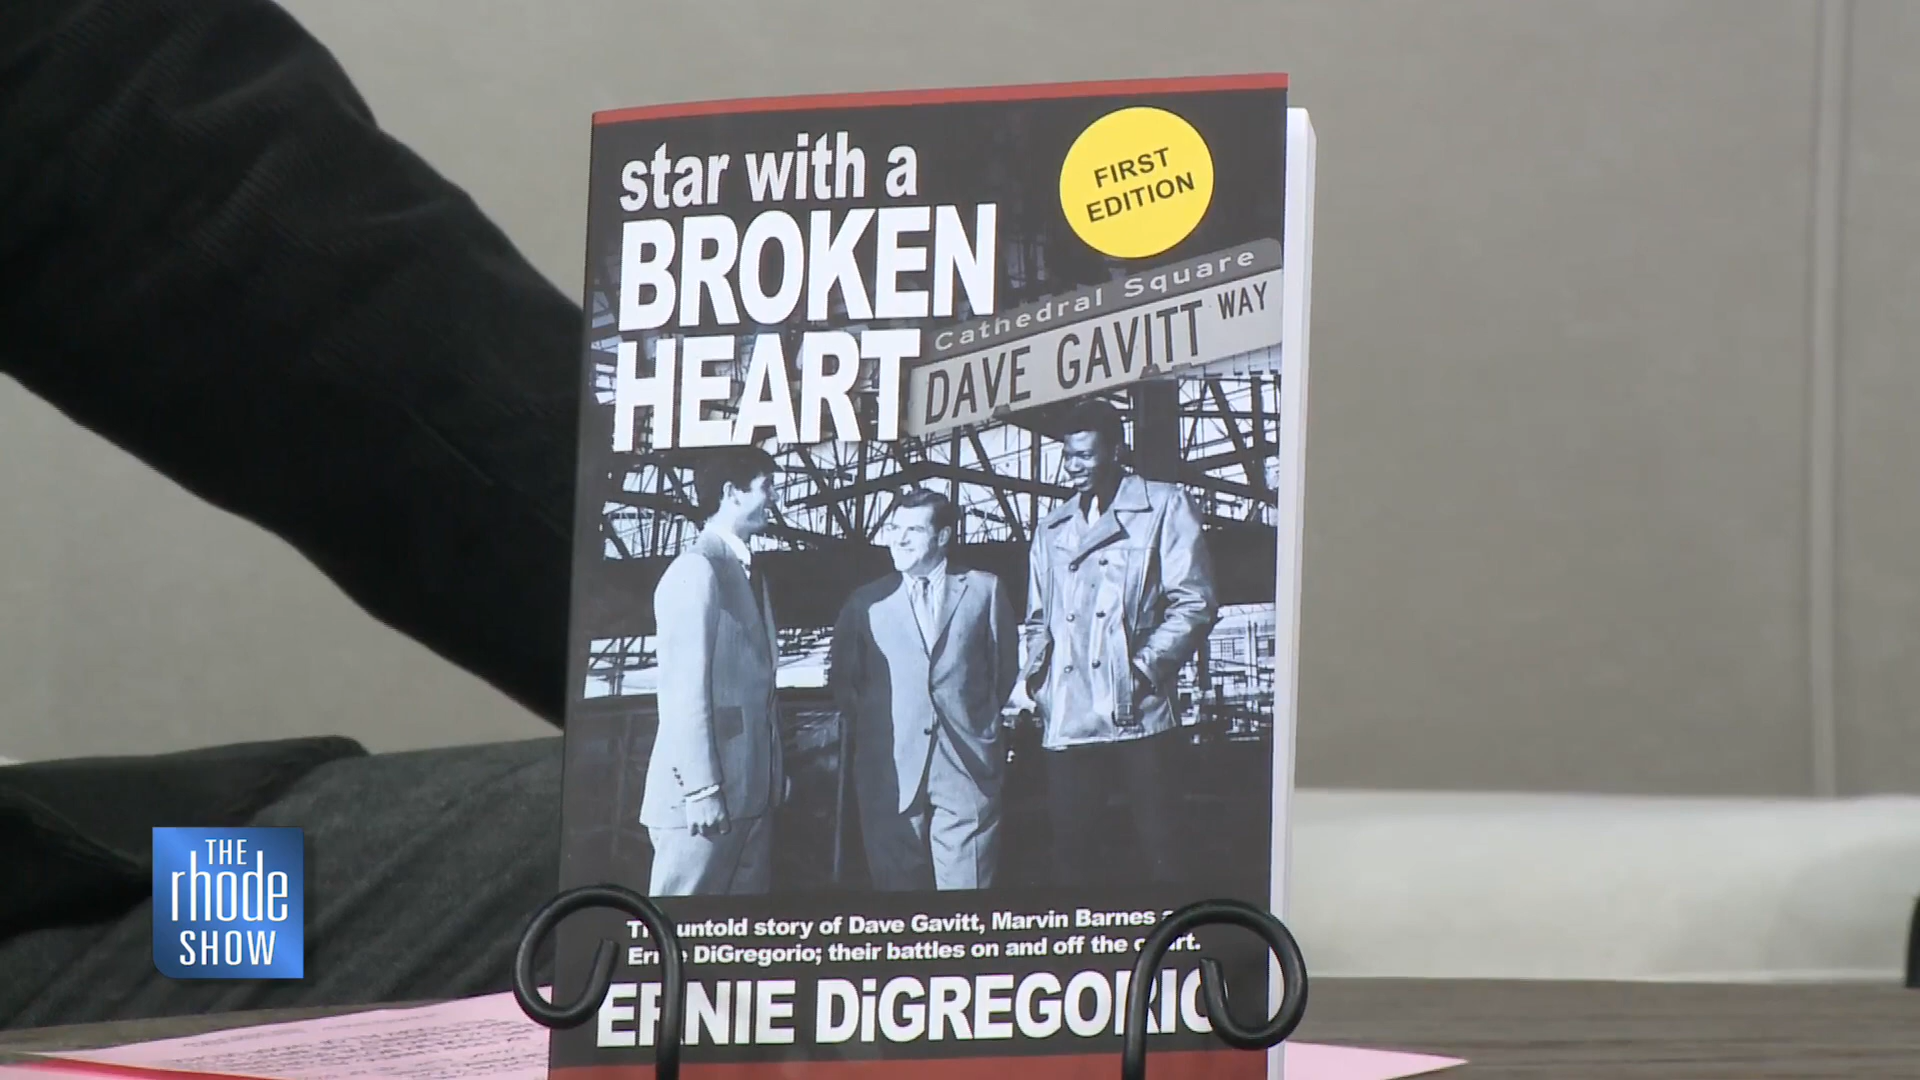 star with a
BROKEN
HEART
FIRST
EDITION
Cathedral Square
DAVE GAVITT WAY
untold story of Dave Gavitt, Marvin Barnes
DiGregorio; their battles on and off the
ERNIE DiGREGORIO
THE
rhode
SHOW